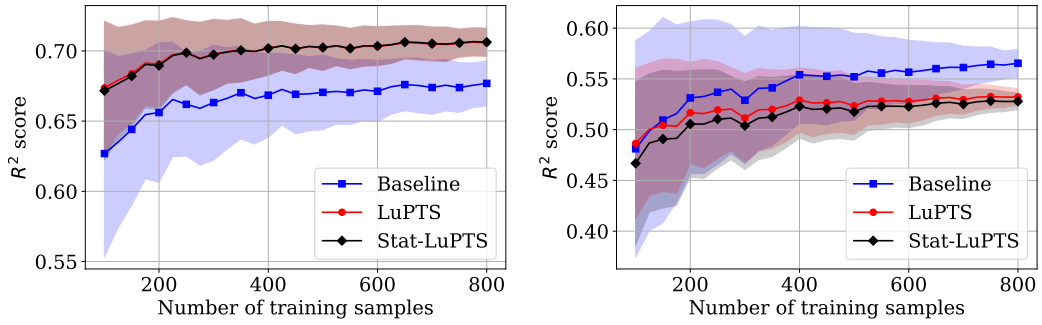 0.70
0.65
0.60
0.55
R² score
200
400
600
800
Number of training samples
Baseline
LuPTS
Stat-LuPTS
0.60
0.55
0.50
0.45
0.40
R² score
200
400
600
800
Number of training samples
Baseline
LuPTS
Stat-LuPTS